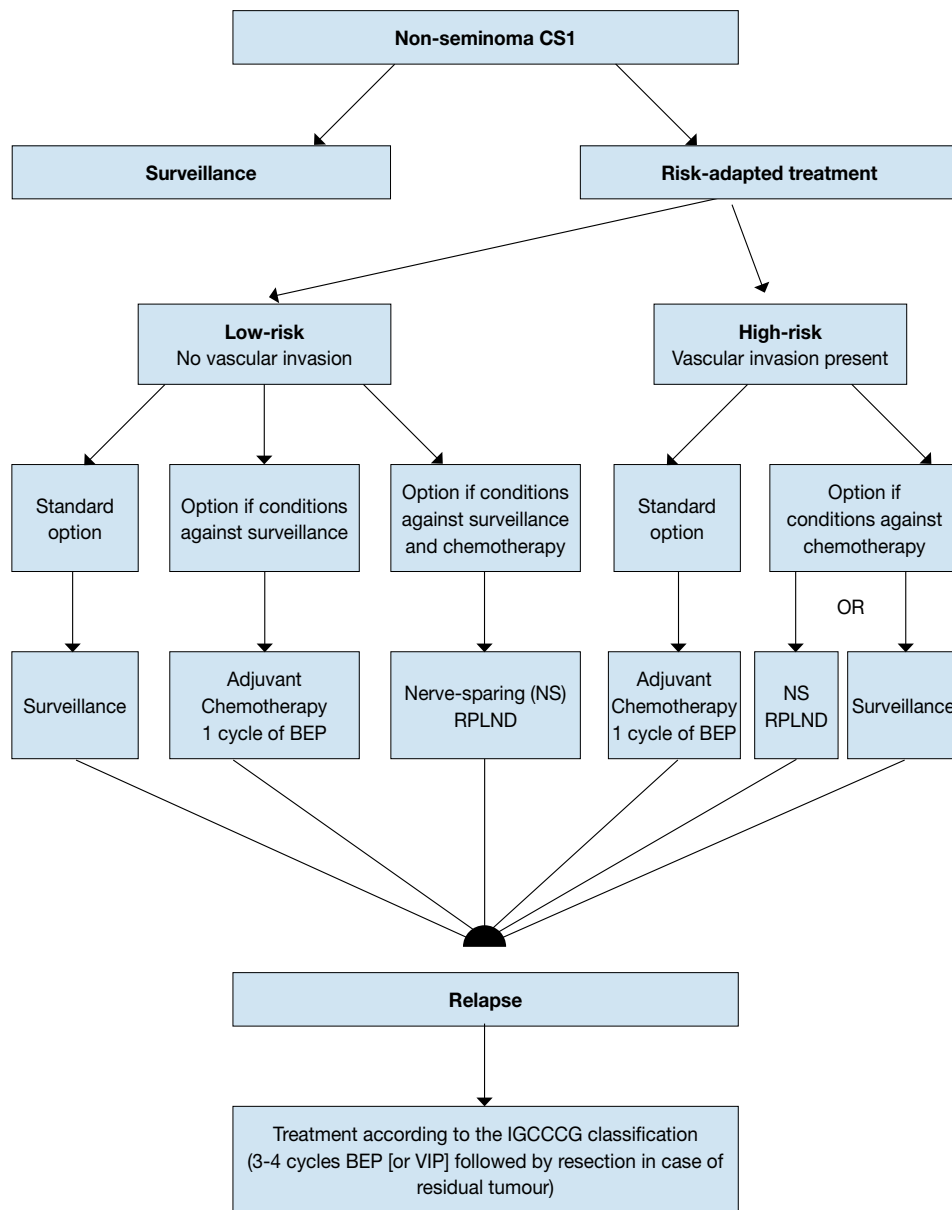 Non-seminoma CS1
Surveillance
Risk-adapted treatment
Low-risk
No vascular invasion
High-risk
Vascular invasion present
Standard
option
Option if conditions
against surveillance
Option if conditions
against surveillance
and chemotherapy
Standard
option
Option if
conditions against
chemotherapy
OR
Surveillance
Adjuvant
Chemotherapy
1 cycle of BEP
Nerve-sparing (NS)
RPLND
Adjuvant
Chemotherapy
1 cycle of BEP
NS
RPLND
Surveillance
Relapse
Treatment according to the IGCCCG classification
(3-4 cycles BEP [or VIP] followed by resection in case of
residual tumour)